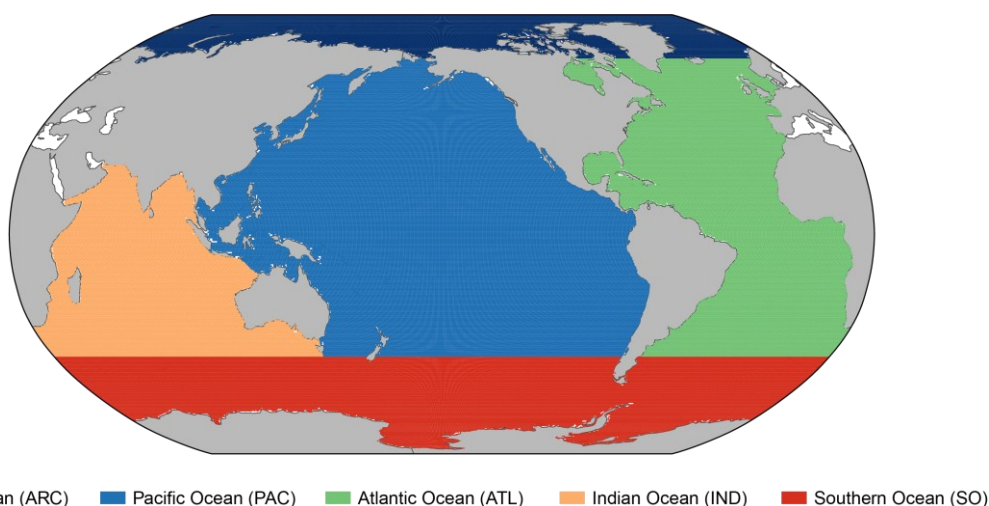 an (ARC) Pacific Ocean (PAC) Atlantic Ocean (ATL) Indian Ocean (IND) Southern Ocean (SO)